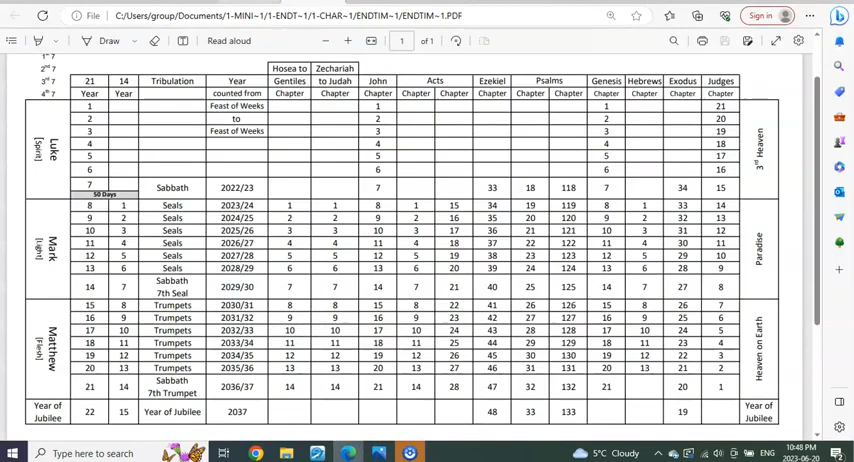 File C:/Users/group/Documents/1-MINI~1/1-ENDT~1/1-CHAR~1/ENDTIM~1/ENDTIM~1.PDF Sign in
Draw Read aloud 1 of 1
1st 7
2nd 7 Hosea to Zechariah
3rd 7 21 14 Tribulation Year Gentiles to Judah John Acts Ezekiel Psalms Genesis Hebrews Exodus Judges
4th 7 Year Year counted from Chapter Chapter Chapter Chapter Chapter Chapter Chapter Chapter Chapter Chapter Chapter Chapter
Luke
[Spirit]
1 Feast of Weeks 1 1 21
2 to 2 2 20
3 Feast of Weeks 3 3 19
4 4 4 18
5 5 5 17
6 6 6 16
7 Sabbath 2022/23 7 33 18 118 7 34 15
50 Days
3rd Heaven
Mark
[Light]
8 1 Seals 2023/24 1 1 8 1 15 34 19 119 8 1 33 14
9 2 Seals 2024/25 2 2 9 2 16 35 20 120 9 2 32 13
10 3 Seals 2025/26 3 3 10 3 17 36 21 121 10 3 31 12
11 4 Seals 2026/27 4 4 11 4 18 37 22 122 11 4 30 11
12 5 Seals 2027/28 5 5 12 5 19 38 23 123 12 5 29 10
13 6 Seals 2028/29 6 6 13 6 20 39 24 124 13 6 28 9
14 7 Sabbath 2029/30 7 7 14 7 21 40 25 125 14 7 27 8
7th Seal
Paradise
Matthew
[Flesh]
15 8 Trumpets 2030/31 8 8 15 8 22 41 26 126 15 8 26 7
16 9 Trumpets 2031/32 9 9 16 9 23 42 27 127 16 9 25 6
17 10 Trumpets 2032/33 10 10 17 10 24 43 28 128 17 10 24 5
18 11 Trumpets 2033/34 11 11 18 11 25 44 29 129 18 11 23 4
19 12 Trumpets 2034/35 12 12 19 12 26 45 30 130 19 12 22 3
20 13 Trumpets 2035/36 13 13 20 13 27 46 31 131 20 13 21 2
21 14 Sabbath 2036/37 14 14 21 14 28 47 32 132 21 20 1
7th Trumpet
Heaven on Earth
Year of 22 15 Year of Jubilee 2037 48 33 133 19 Year of
Jubilee Jubilee
Type here to search 5°C Cloudy ENG 10:48 PM
2023-06-20